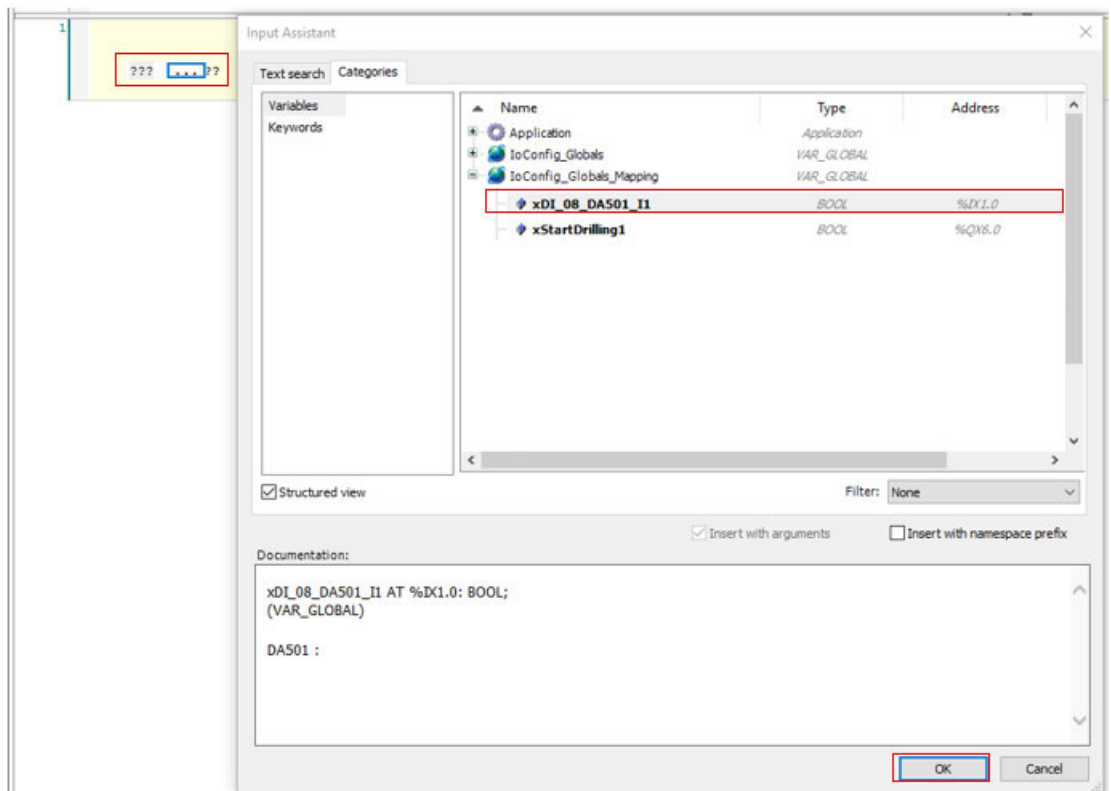 1
Input Assistant
??? ... ??
Text search Categories
Variables
Keywords
Name Type Address
Application Application
IoConfig_Globals VAR_GLOBAL
IoConfig_Globals_Mapping VAR_GLOBAL
xDI_08_DA501_I1 BOOL %IX1.0
xStartDrilling1 BOOL %QX6.0
Structured view
Filter: None
Insert with arguments Insert with namespace prefix
Documentation:
xDI_08_DA501_I1 AT %IX1.0: BOOL;
(VAR_GLOBAL)
DA501 :
OK Cancel